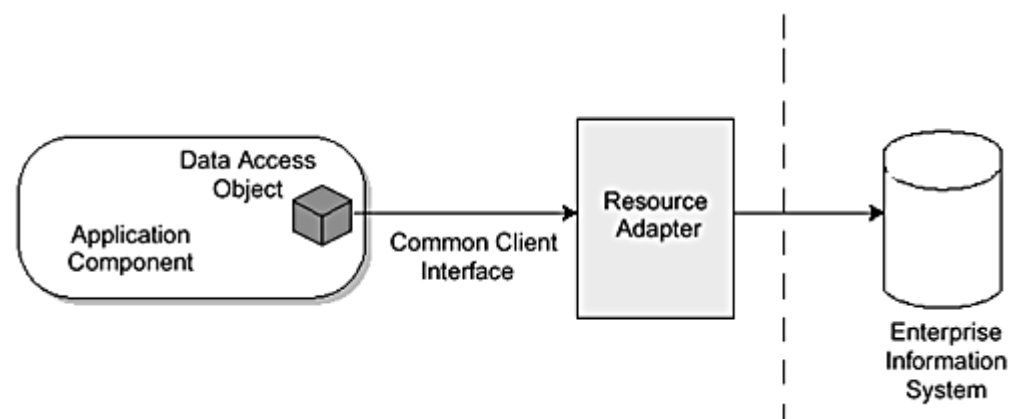 Data Access
Object
Application
Component
Common Client
Interface
Resource
Adapter
Enterprise
Information
System